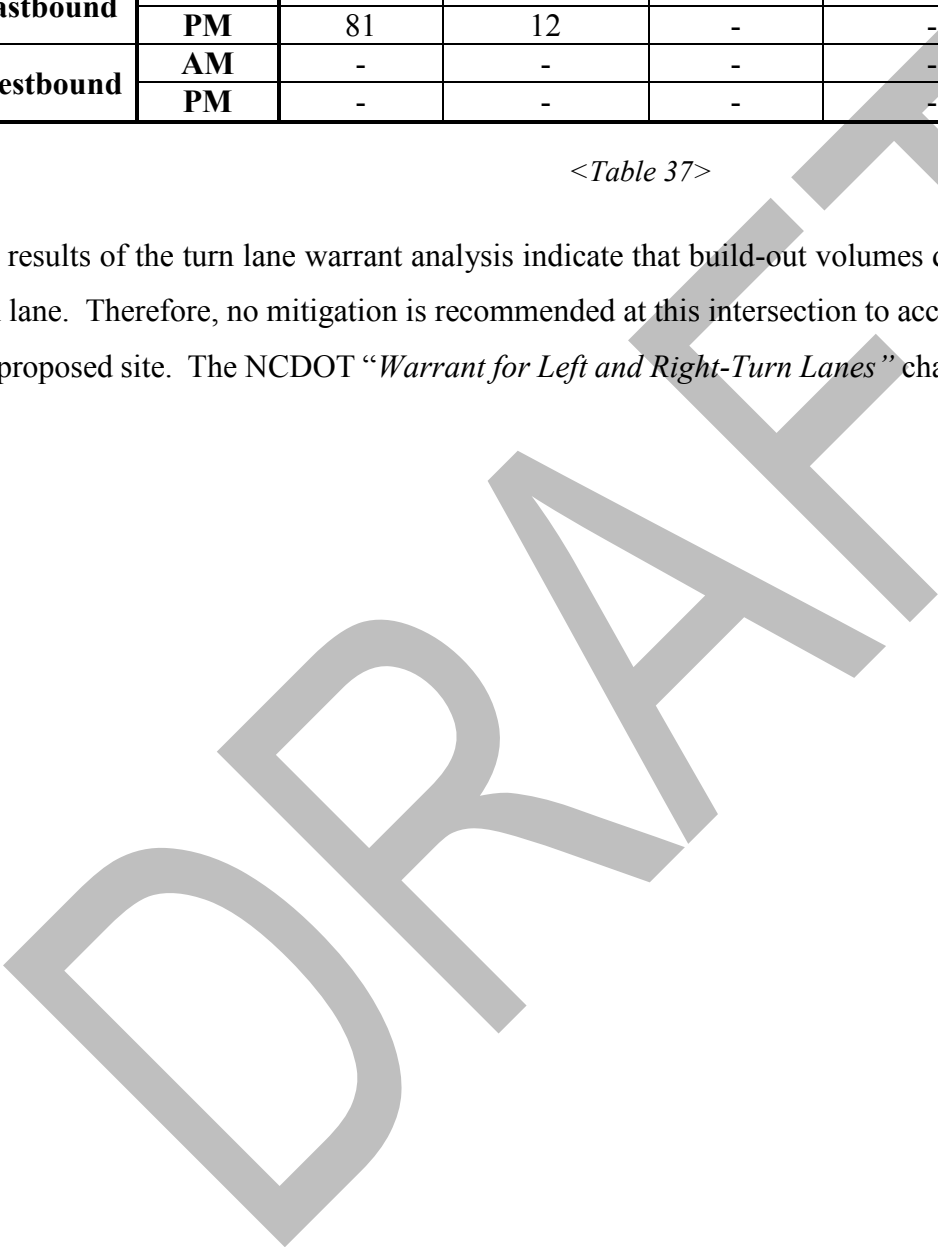 astbound
PM 81 12 - -
AM - - - -
estbound
PM - - - -
<Table 37>
results of the turn lane warrant analysis indicate that build-out volumes
lane. Therefore, no mitigation is recommended at this intersection to acc
proposed site. The NCDOT “Warrant for Left and Right-Turn Lanes” cha
DRAFT